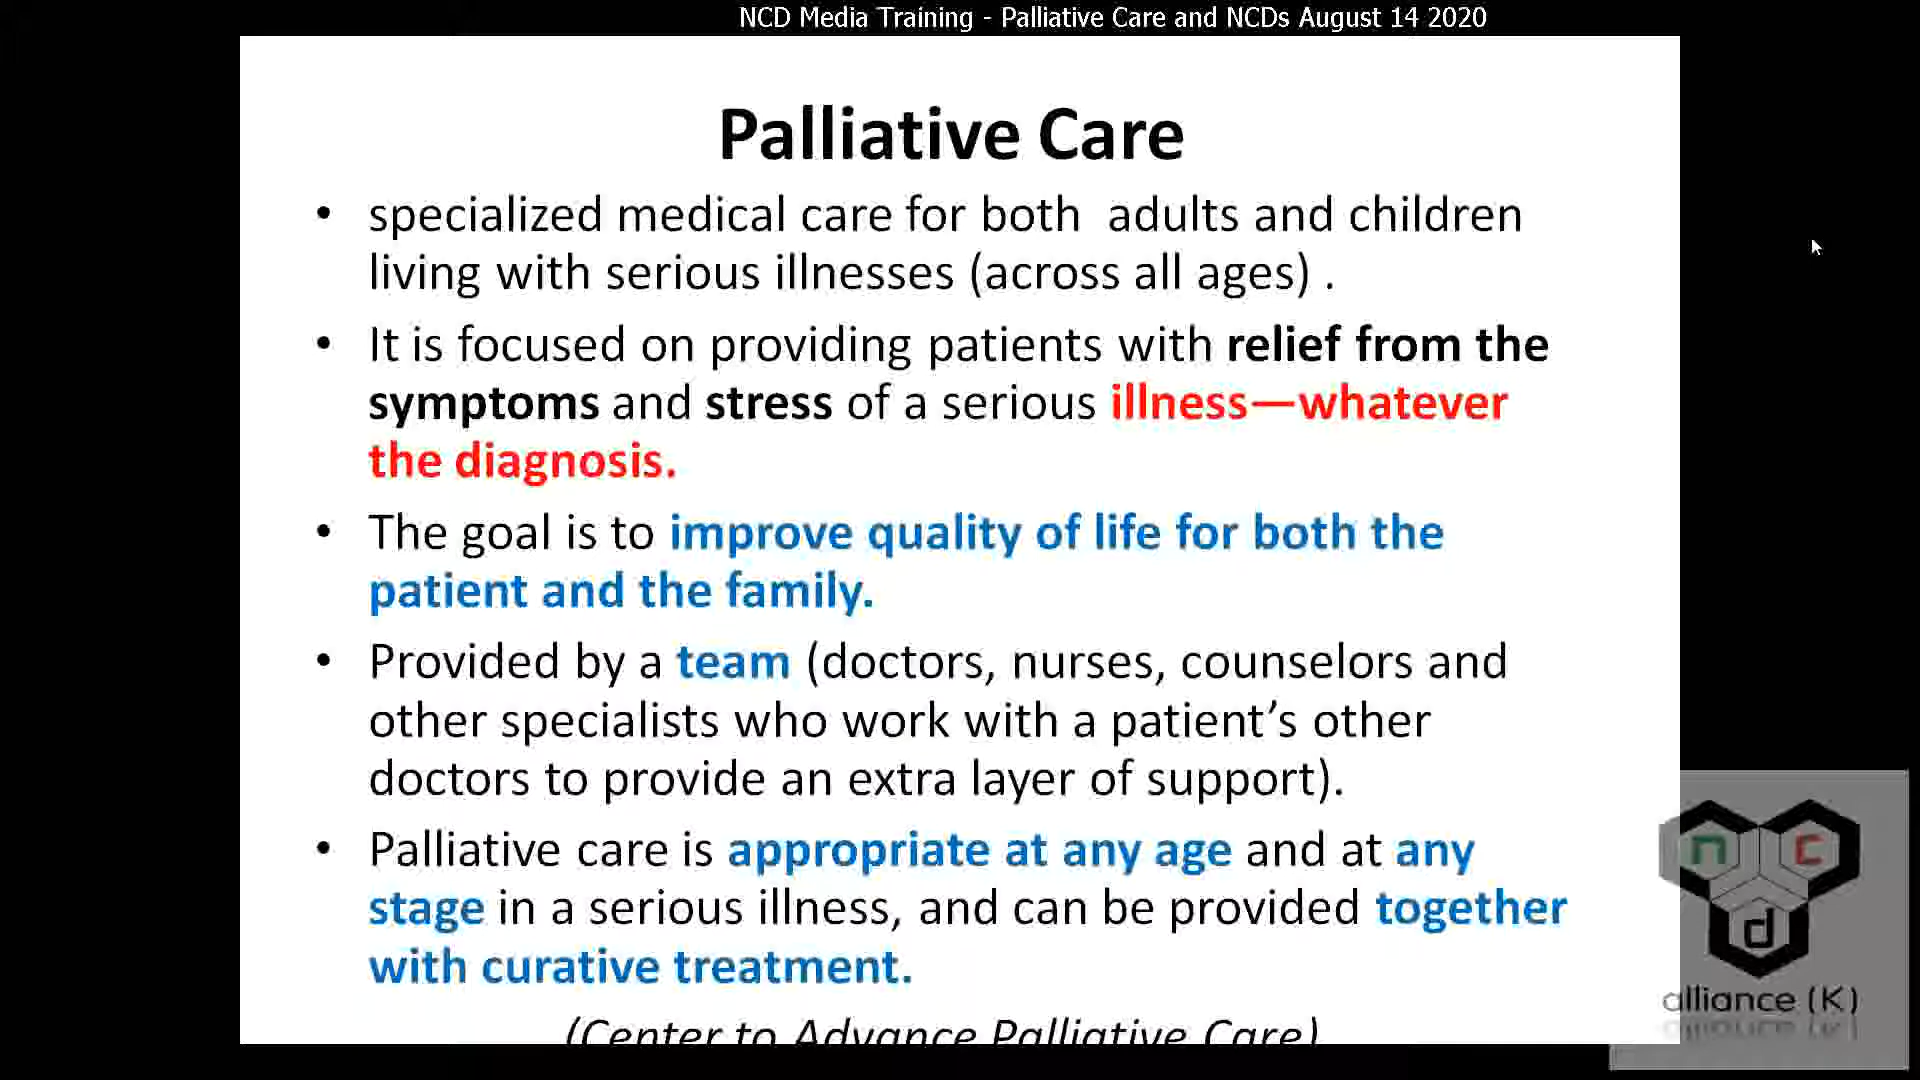 NCD Media Training - Palliative Care and NCDs August 14 2020
Palliative Care
• specialized medical care for both adults and children
living with serious illnesses (across all ages) .
• It is focused on providing patients with relief from the
symptoms and stress of a serious illness—whatever
the diagnosis.
• The goal is to improve quality of life for both the
patient and the family.
• Provided by a team (doctors, nurses, counselors and
other specialists who work with a patient’s other
doctors to provide an extra layer of support).
• Palliative care is appropriate at any age and at any
stage in a serious illness, and can be provided together
with curative treatment.
(Center to Advance Palliative Care)
n c
d
alliance (K)